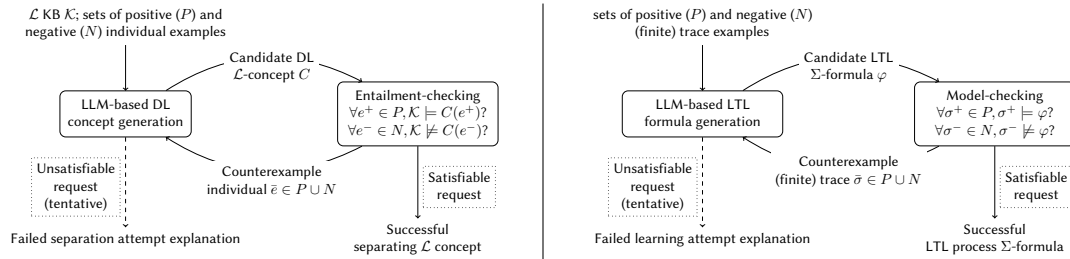 ℒ KB 𝒦; sets of positive (P) and
negative (N) individual examples
Candidate DL
ℒ-concept C
LLM-based DL
concept generation
Entailment-checking
∀e⁺ ∈ P, 𝒦 ⊨ C(e⁺)?
∀e⁻ ∈ N, 𝒦 ⊭ C(e⁻)?
Counterexample
individual ē ∈ P ∪ N
Unsatisfiable
request
(tentative)
Satisfiable
request
Failed separation attempt explanation
Successful
separating ℒ concept
sets of positive (P) and negative (N)
(finite) trace examples
Candidate LTL
Σ-formula φ
LLM-based LTL
formula generation
Model-checking
∀σ⁺ ∈ P, σ⁺ ⊨ φ?
∀σ⁻ ∈ N, σ⁻ ⊭ φ?
Counterexample
(finite) trace σ̄ ∈ P ∪ N
Unsatisfiable
request
(tentative)
Satisfiable
request
Failed learning attempt explanation
Successful
LTL process Σ-formula